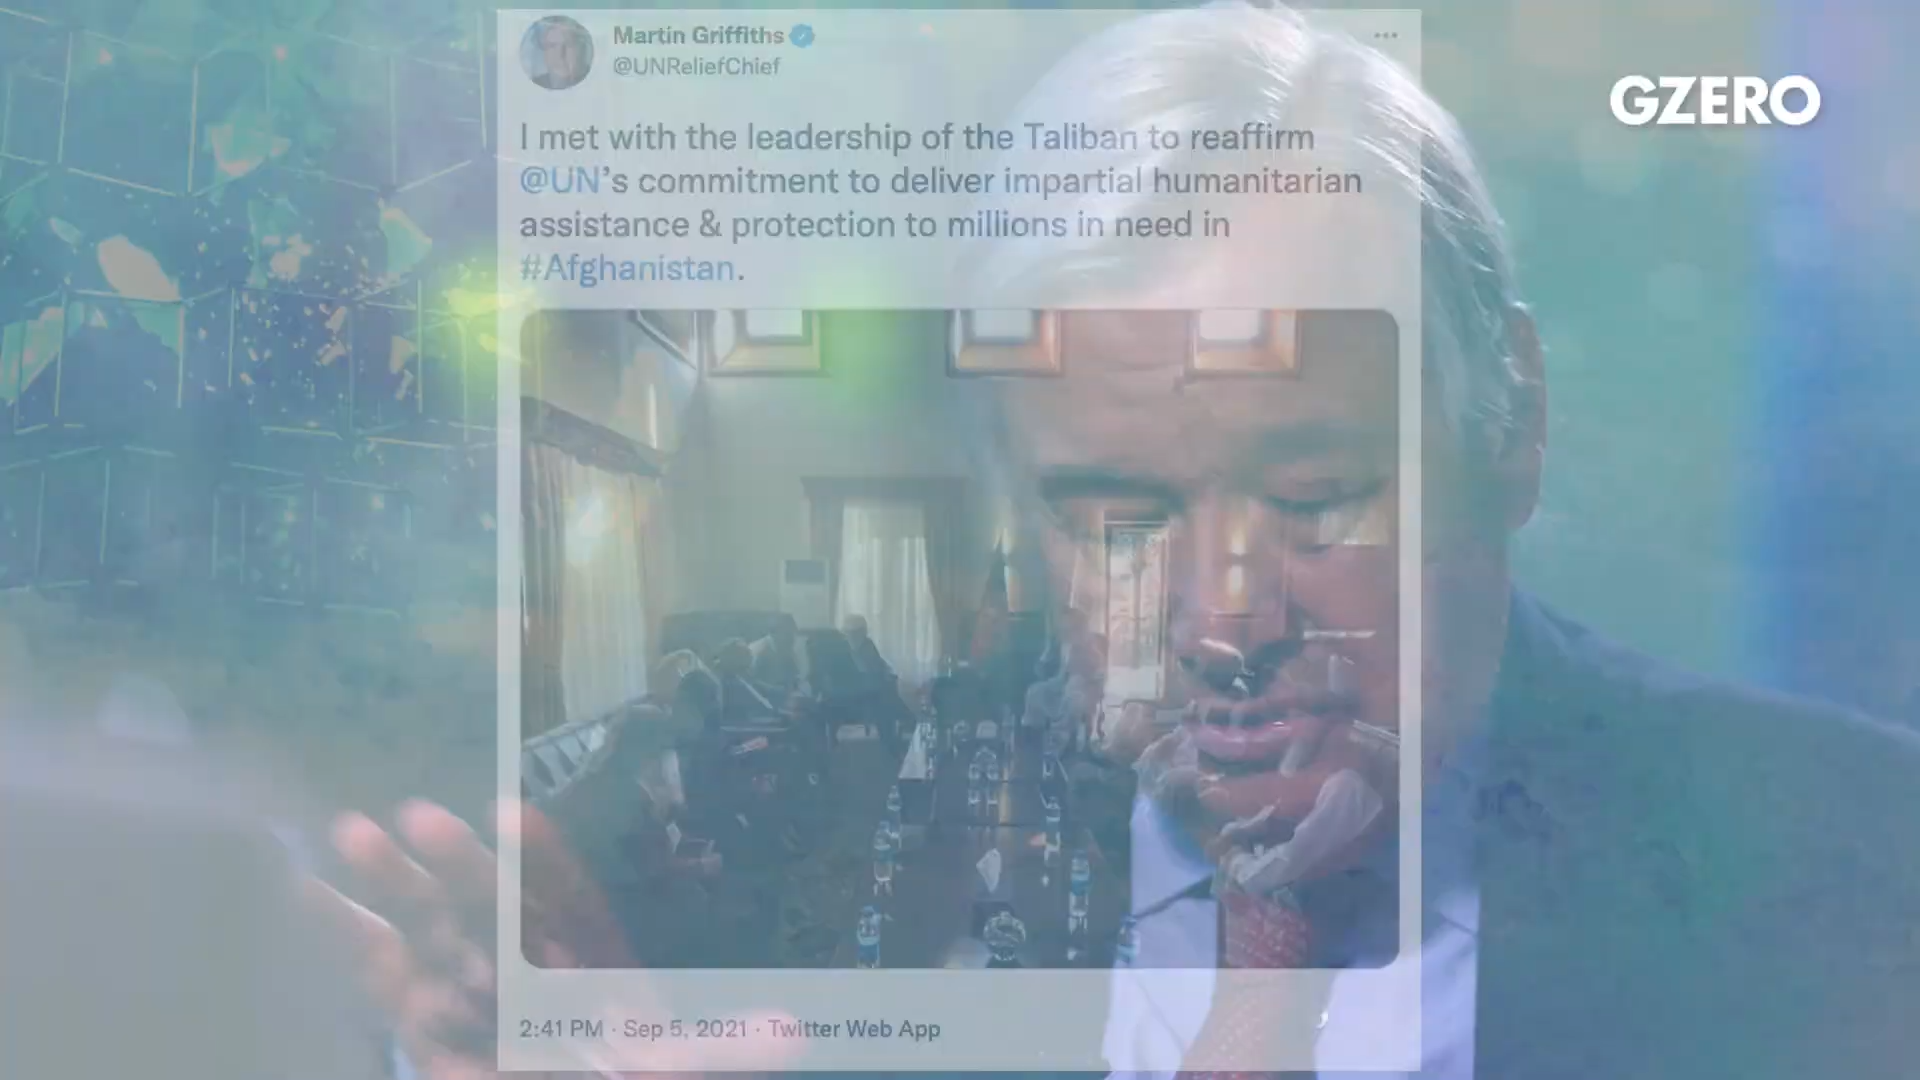 Martin Griffiths
@UNReliefChief
GZERO
I met with the leadership of the Taliban to reaffirm
@UN's commitment to deliver impartial humanitarian
assistance & protection to millions in need in
#Afghanistan.
2:41 PM · Sep 5, 2021 · Twitter Web App